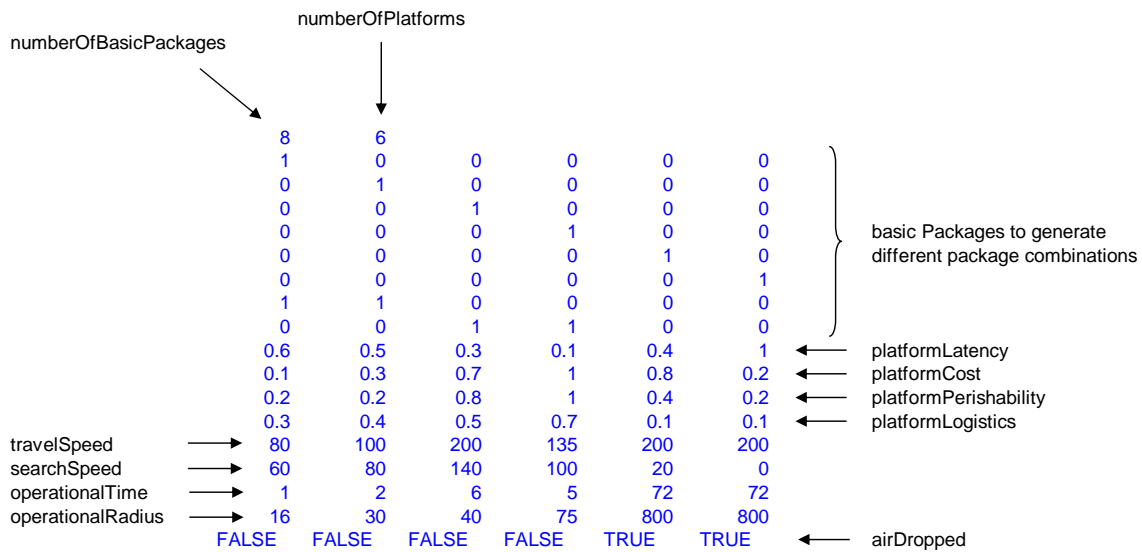 numberOfPlatforms
numberOfBasicPackages
8 6
1 0 0 0 0 0
0 1 0 0 0 0
0 0 1 0 0 0
0 0 0 1 0 0
basic Packages to generate
0 0 0 0 1 0
different package combinations
0 0 0 0 0 1
1 1 0 0 0 0
0 0 1 1 0 0
0.6 0.5 0.3 0.1 0.4 1 platformLatency
0.1 0.3 0.7 1 0.8 0.2 platformCost
0.2 0.2 0.8 1 0.4 0.2 platformPerishability
0.3 0.4 0.5 0.7 0.1 0.1 platformLogistics
travelSpeed 80 100 200 135 200 200
searchSpeed 60 80 140 100 20 0
operationalTime 1 2 6 5 72 72
operationalRadius 16 30 40 75 800 800
FALSE FALSE FALSE FALSE TRUE TRUE airDropped